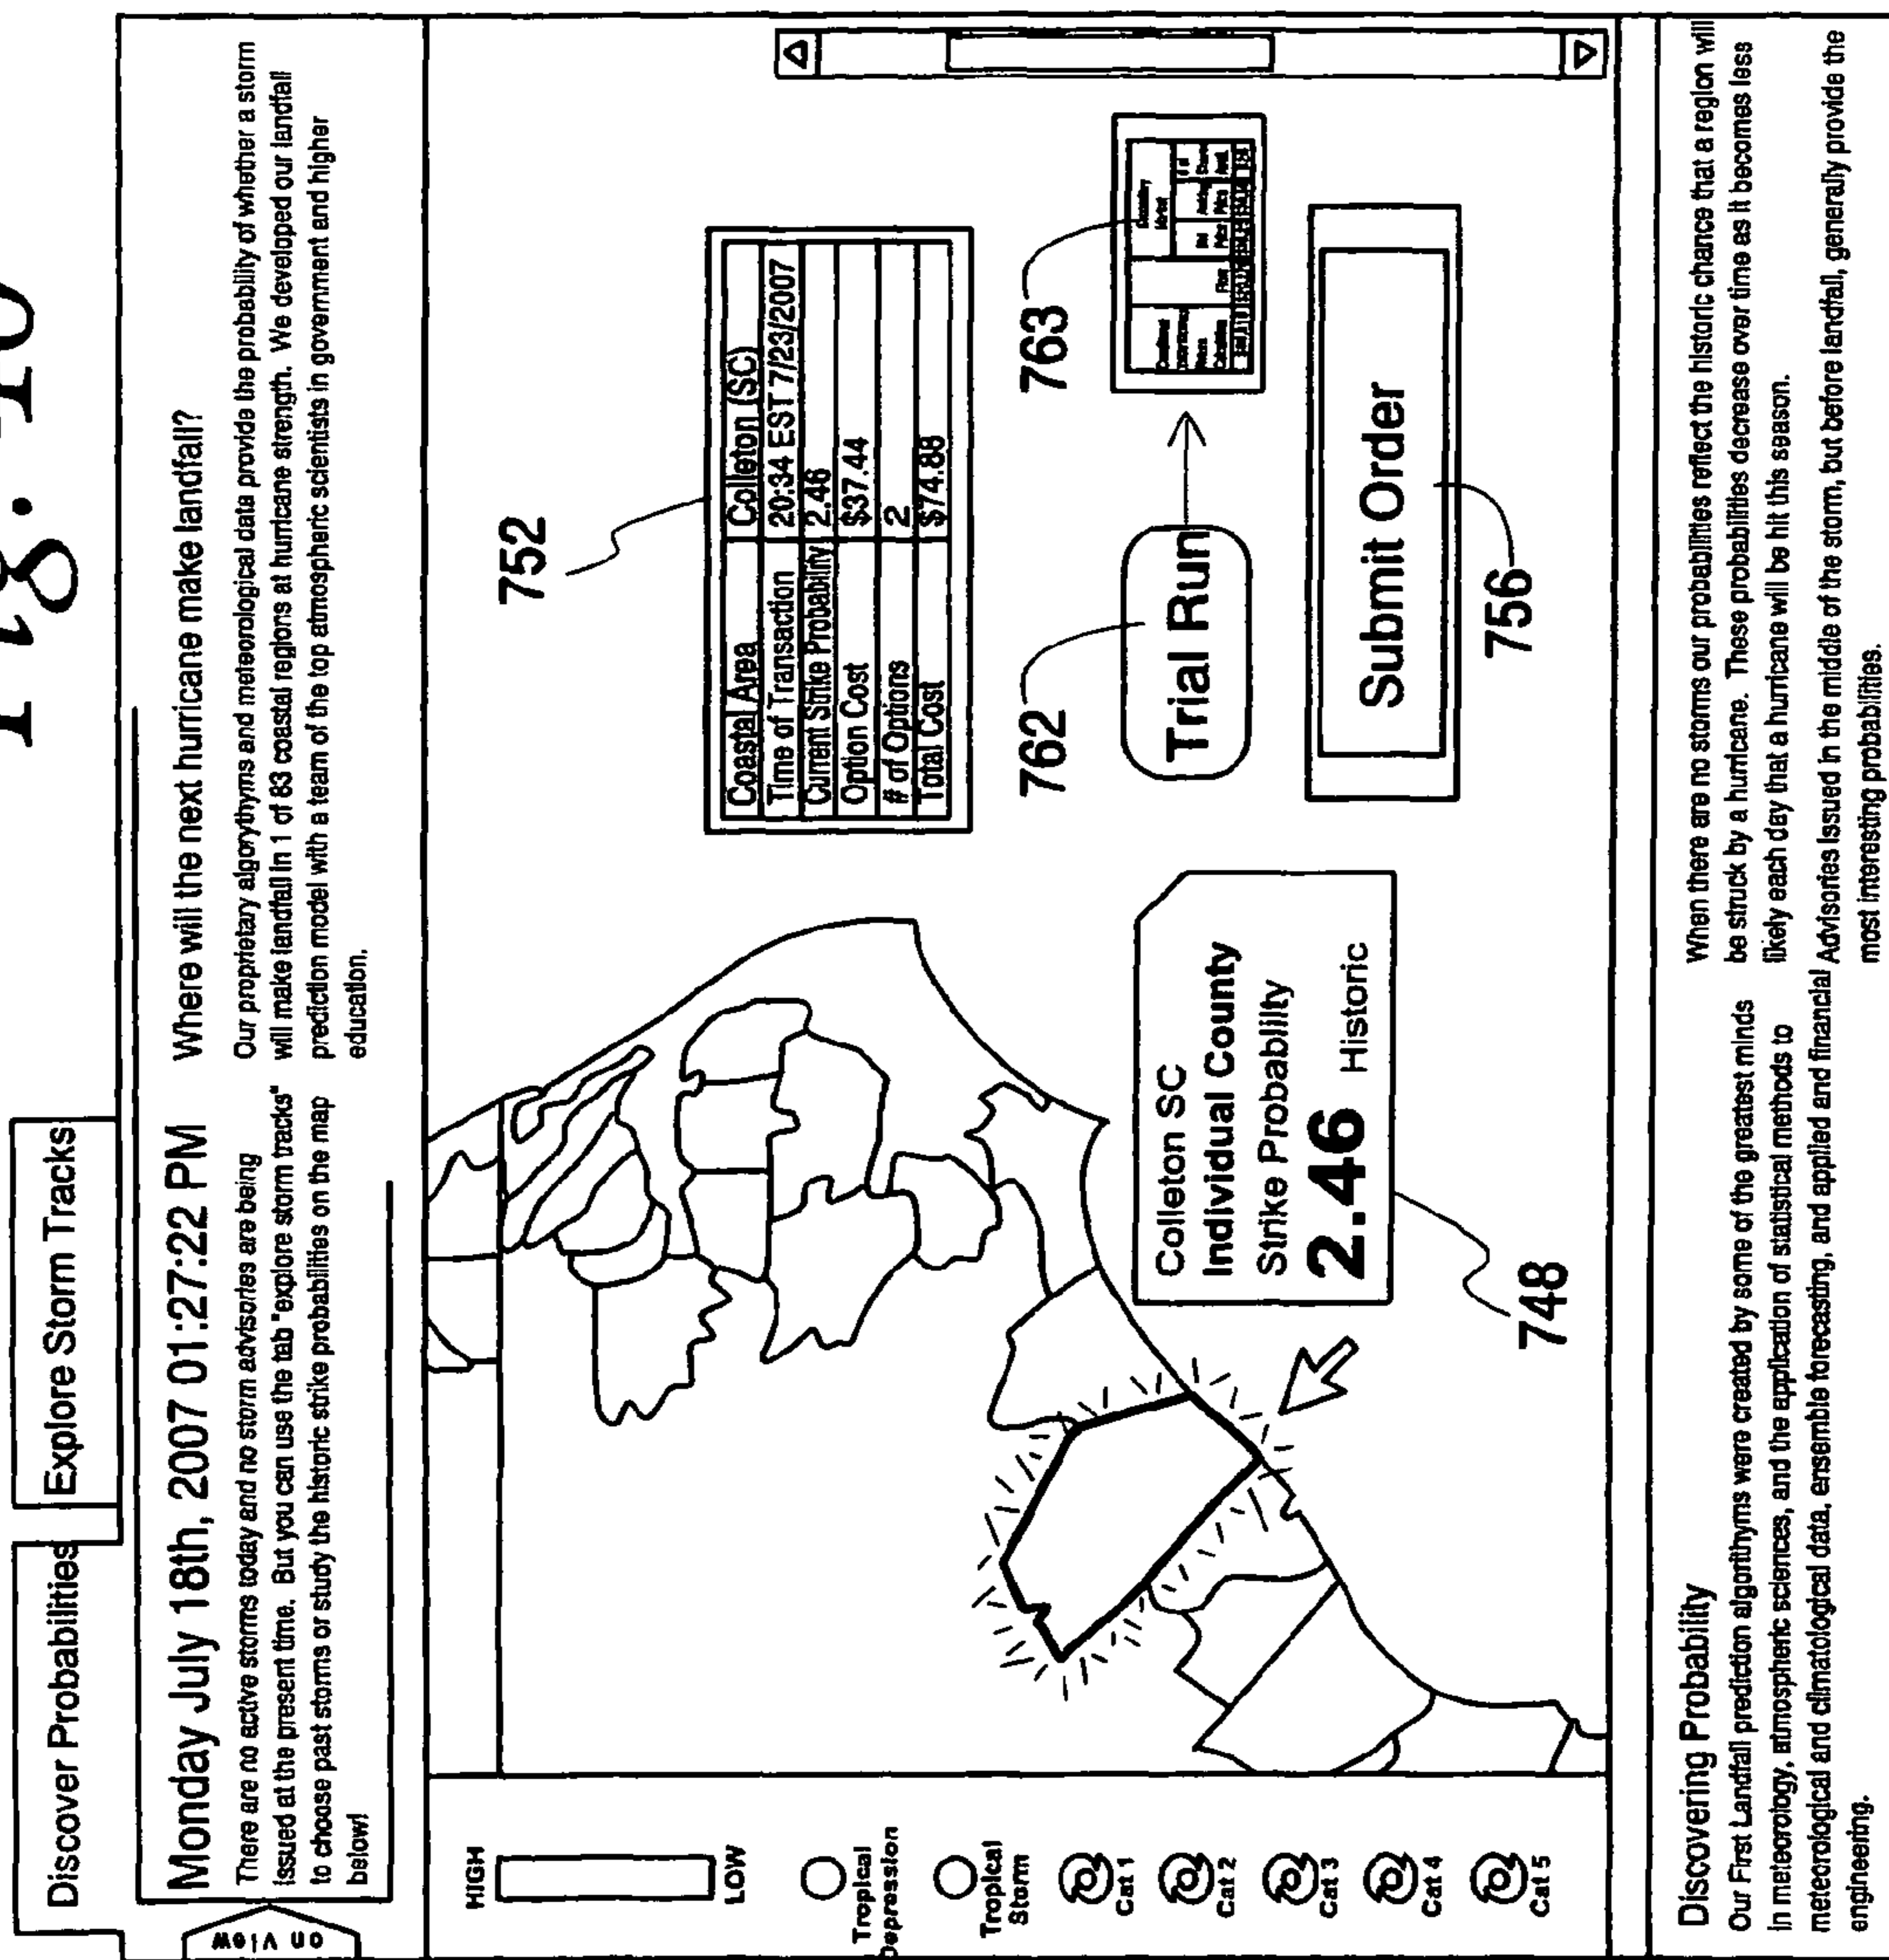 Fig. 10
Discover Probabilities
Explore Storm Tracks
on view
Monday July 18th, 2007 01:27:22 PM
There are no active storms today and no storm advisories are being
issued at the present time. But you can use the tab "explore storm tracks"
to choose past storms or study the historic strike probabilities on the map
below!
Where will the next hurricane make landfall?
Our proprietary algorythyms and meteorological data provide the probability of whether a storm
will make landfall in 1 of 83 coastal regions at hurricane strength. We developed our landfall
prediction model with a team of the top atmospheric scientists in government and higher
education.
HIGH
LOW
Tropical
Depression
Tropical
Storm
Cat 1
Cat 2
Cat 3
Cat 4
Cat 5
752
Coastal Area Colleton (SC)
Time of Transaction 20:34 EST 7/23/2007
Current Strike Probability 2.46
Option Cost $37.44
# of Options 2
Total Cost $74.88
762
Trial Run
763
Submit Order
756
Colleton SC
Individual County
Strike Probability
2.46 Historic
748
Discovering Probability
Our First Landfall prediction algorithyms were created by some of the greatest minds
in meteorology, atmospheric sciences, and the application of statistical methods to
meteorological and climatological data, ensemble forecasting, and applied and financial
engineering.
When there are no storms our probabilities reflect the historic chance that a region will
be struck by a hurricane. These probabilities decrease over time as it becomes less
likely each day that a hurricane will be hit this season.
Advisories issued in the middle of the storm, but before landfall, generally provide the
most interesting probabilities.